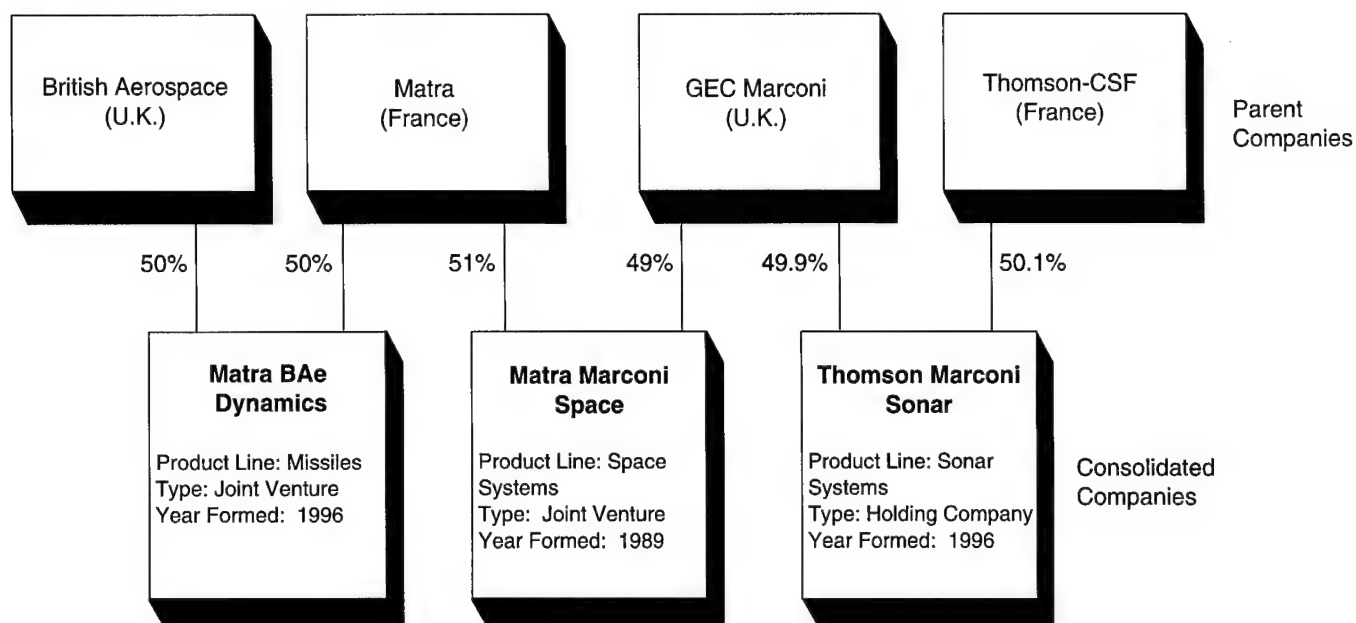 British Aerospace
(U.K.)
Matra
(France)
GEC Marconi
(U.K.)
Thomson-CSF
(France)
Parent
Companies
50%
50%
51%
49%
49.9%
50.1%
Matra BAe
Dynamics
Product Line: Missiles
Type: Joint Venture
Year Formed: 1996
Matra Marconi
Space
Product Line: Space
Systems
Type: Joint Venture
Year Formed: 1989
Thomson Marconi
Sonar
Product Line: Sonar
Systems
Type: Holding Company
Year Formed: 1996
Consolidated
Companies